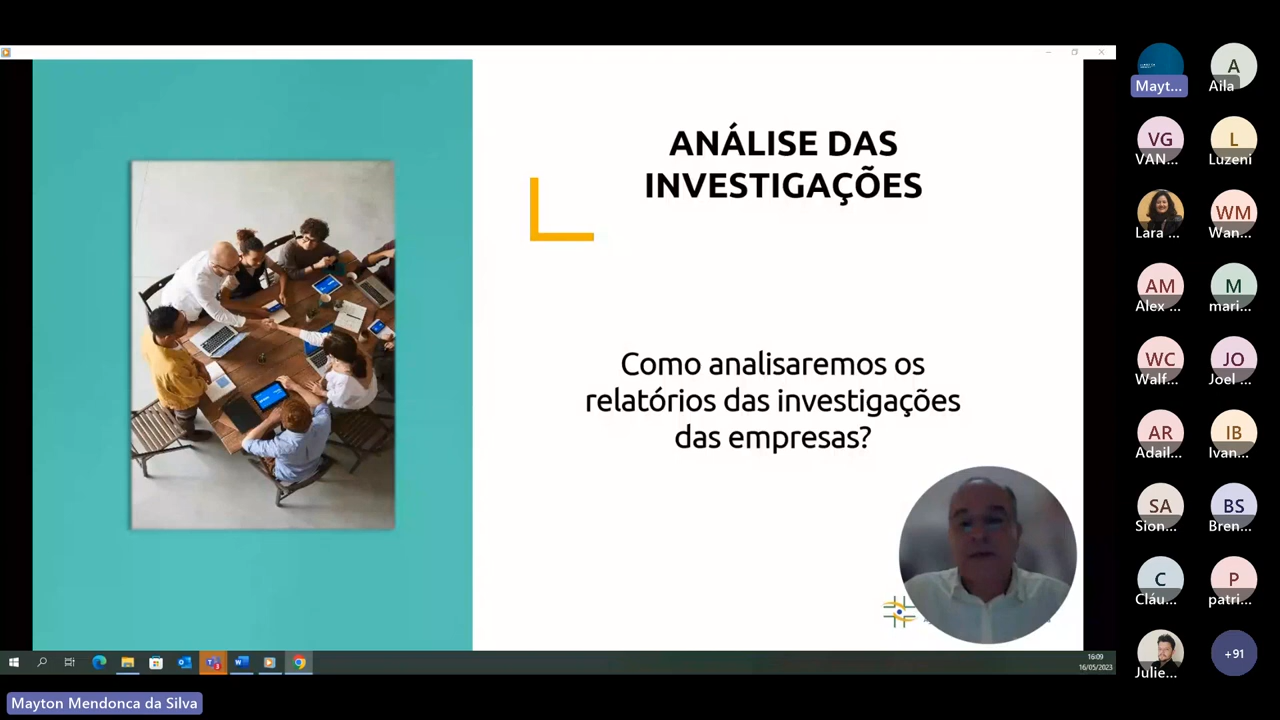 ANÁLISE DAS
INVESTIGAÇÕES
Como analisaremos os
relatórios das investigações
das empresas?
16:09
16/05/2023
Mayton Mendonca da Silva
Mayt...
A
Aila
VG
VAN...
L
Luzeni
Lara ...
WM
Wan...
AM
Alex ...
M
mari...
WC
Walf...
JO
Joel ...
AR
Adail...
IB
Ivan...
SA
Sion...
BS
Bren...
C
Cláu...
P
patri...
Julie...
+91